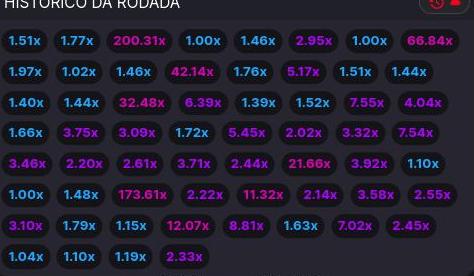 HISTÓRICO DA RODADA
1.51x 1.77x 200.31x 1.00x 1.46x 2.95x 1.00x 66.84x
1.97x 1.02x 1.46x 42.14x 1.76x 5.17x 1.51x 1.44x
1.40x 1.44x 32.48x 6.39x 1.39x 1.52x 7.55x 4.04x
1.66x 3.75x 3.09x 1.72x 5.45x 2.02x 3.32x 7.54x
3.46x 2.20x 2.61x 3.71x 2.44x 21.66x 3.92x 1.10x
1.00x 1.48x 173.61x 2.22x 11.32x 2.14x 3.58x 2.55x
3.10x 1.79x 1.15x 12.07x 8.81x 1.63x 7.02x 2.45x
1.04x 1.10x 1.19x 2.33x